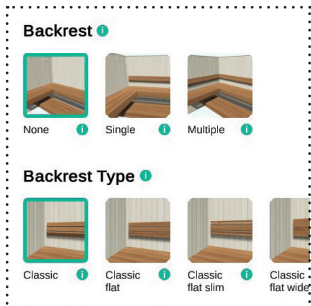 Backrest
None
Single
Multiple
Backrest Type
Classic
Classic
flat
Classic
flat slim
Classic
flat wide